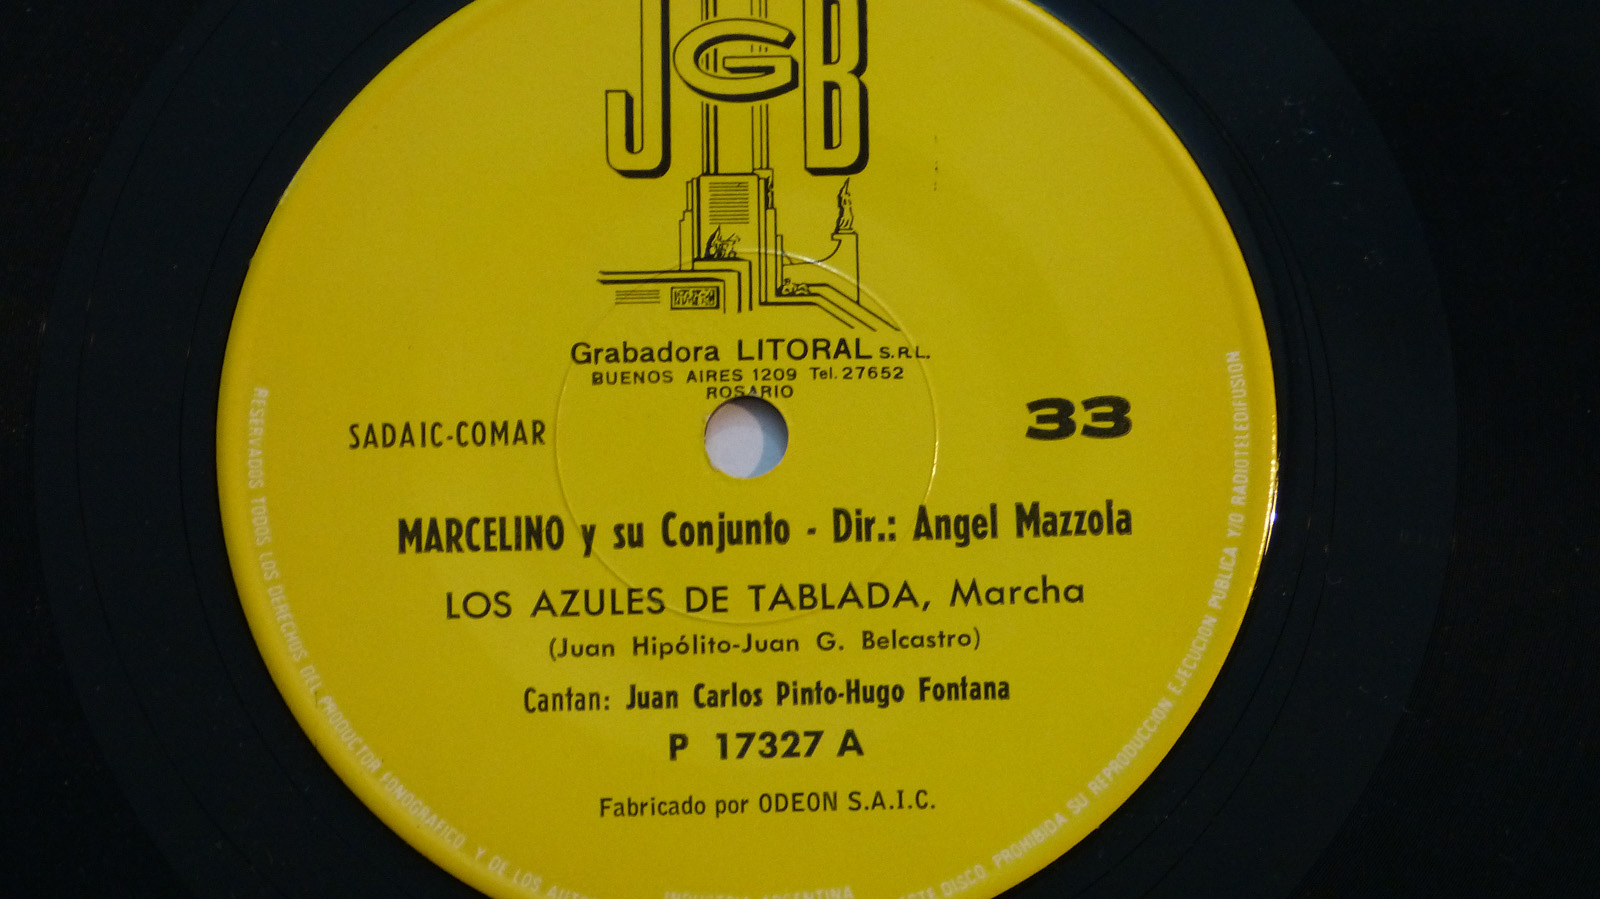 JGB
Grabadora LITORAL S.R.L.
BUENOS AIRES 1209 Tel. 27652
ROSARIO
SADAIC-COMAR
33
MARCELINO y su Conjunto - Dir.: Angel Mazzola
LOS AZULES DE TABLADA, Marcha
(Juan Hipólito-Juan G. Belcastro)
Cantan: Juan Carlos Pinto-Hugo Fontana
P 17327 A
Fabricado por ODEON S.A.I.C.
RESERVADOS TODOS LOS DERECHOS DEL PRODUCTOR FONOGRAFICO Y DE LOS
INDUSTRIA ARGENTINA
DISCO. PROHIBIDA SU REPRODUCCION EJECUCION PUBLICA Y/O RADIOTELEDIFUSION